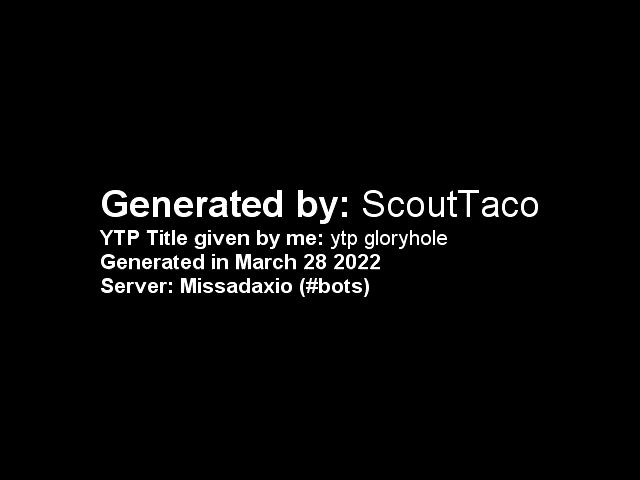 Generated by: ScoutTaco
YTP Title given by me: ytp gloryhole
Generated in March 28 2022
Server: Missadaxio (#bots)